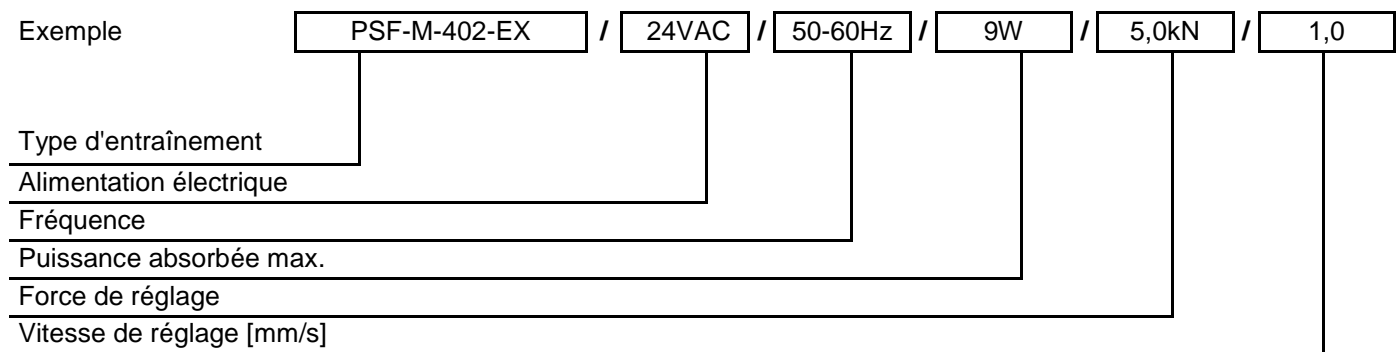 Exemple PSF-M-402-EX / 24VAC / 50-60Hz / 9W / 5,0kN / 1,0
Type d'entraînement
Alimentation électrique
Fréquence
Puissance absorbée max.
Force de réglage
Vitesse de réglage [mm/s]